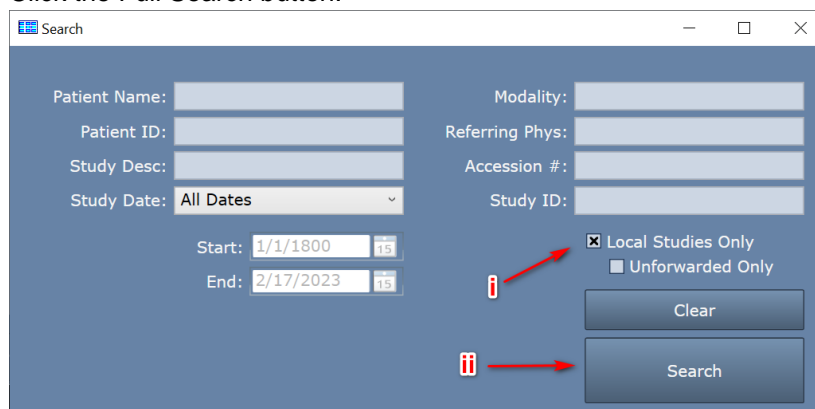 Click the Full Search button.
Search
Patient Name:
Modality:
Patient ID:
Referring Phys:
Study Desc:
Accession #:
Study Date: All Dates
Study ID:
Start: 1/1/1800 15
Local Studies Only
Unforwarded Only
End: 2/17/2023 15
i
Clear
ii
Search